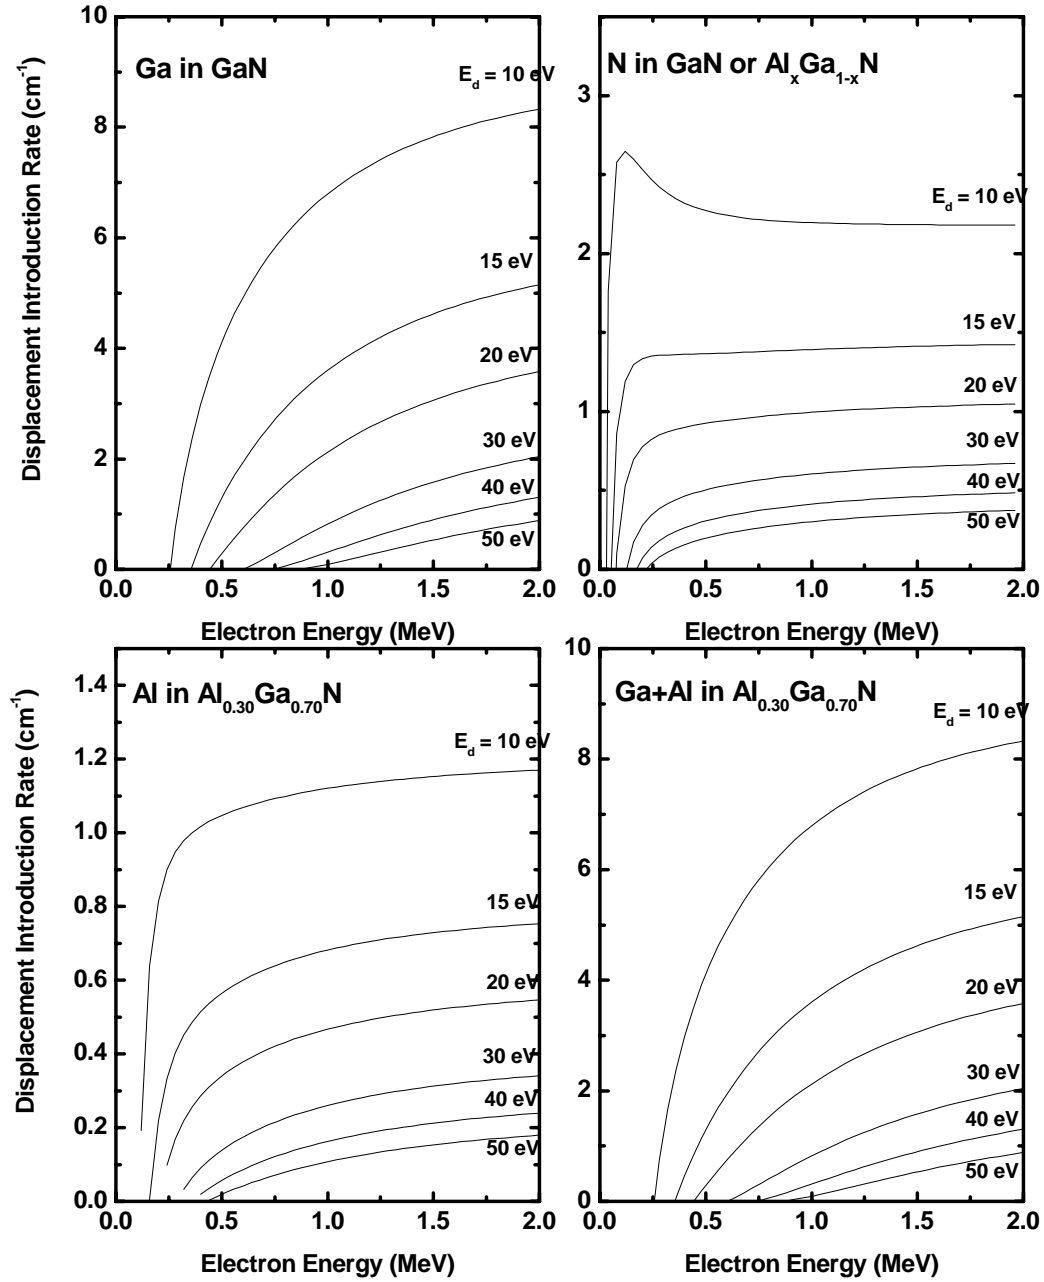 Ga in GaN
E_d = 10 eV
15 eV
20 eV
30 eV
40 eV
50 eV
10
8
6
4
2
0
0.0 0.5 1.0 1.5 2.0
Displacement Introduction Rate (cm⁻¹)
Electron Energy (MeV)
N in GaN or Al_xGa_1-xN
E_d = 10 eV
15 eV
20 eV
30 eV
40 eV
50 eV
3
2
1
0
0.0 0.5 1.0 1.5 2.0
Electron Energy (MeV)
Al in Al_0.30Ga_0.70N
E_d = 10 eV
15 eV
20 eV
30 eV
40 eV
50 eV
1.4
1.2
1.0
0.8
0.6
0.4
0.2
0.0
0.0 0.5 1.0 1.5 2.0
Displacement Introduction Rate (cm⁻¹)
Electron Energy (MeV)
Ga+Al in Al_0.30Ga_0.70N
E_d = 10 eV
15 eV
20 eV
30 eV
40 eV
50 eV
10
8
6
4
2
0
0.0 0.5 1.0 1.5 2.0
Electron Energy (MeV)